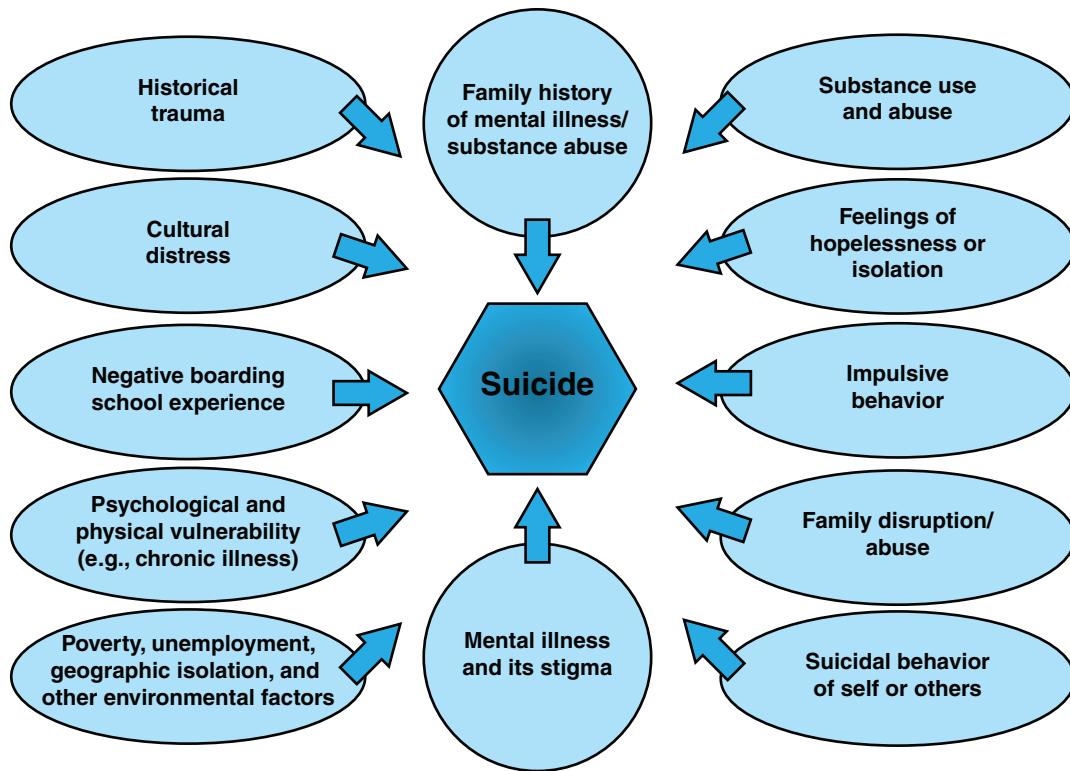 Historical
trauma
Family history
of mental illness/
substance abuse
Substance use
and abuse
Cultural
distress
Feelings of
hopelessness or
isolation
Negative boarding
school experience
Suicide
Impulsive
behavior
Psychological and
physical vulnerability
(e.g., chronic illness)
Family disruption/
abuse
Poverty, unemployment,
geographic isolation, and
other environmental factors
Mental illness
and its stigma
Suicidal behavior
of self or others